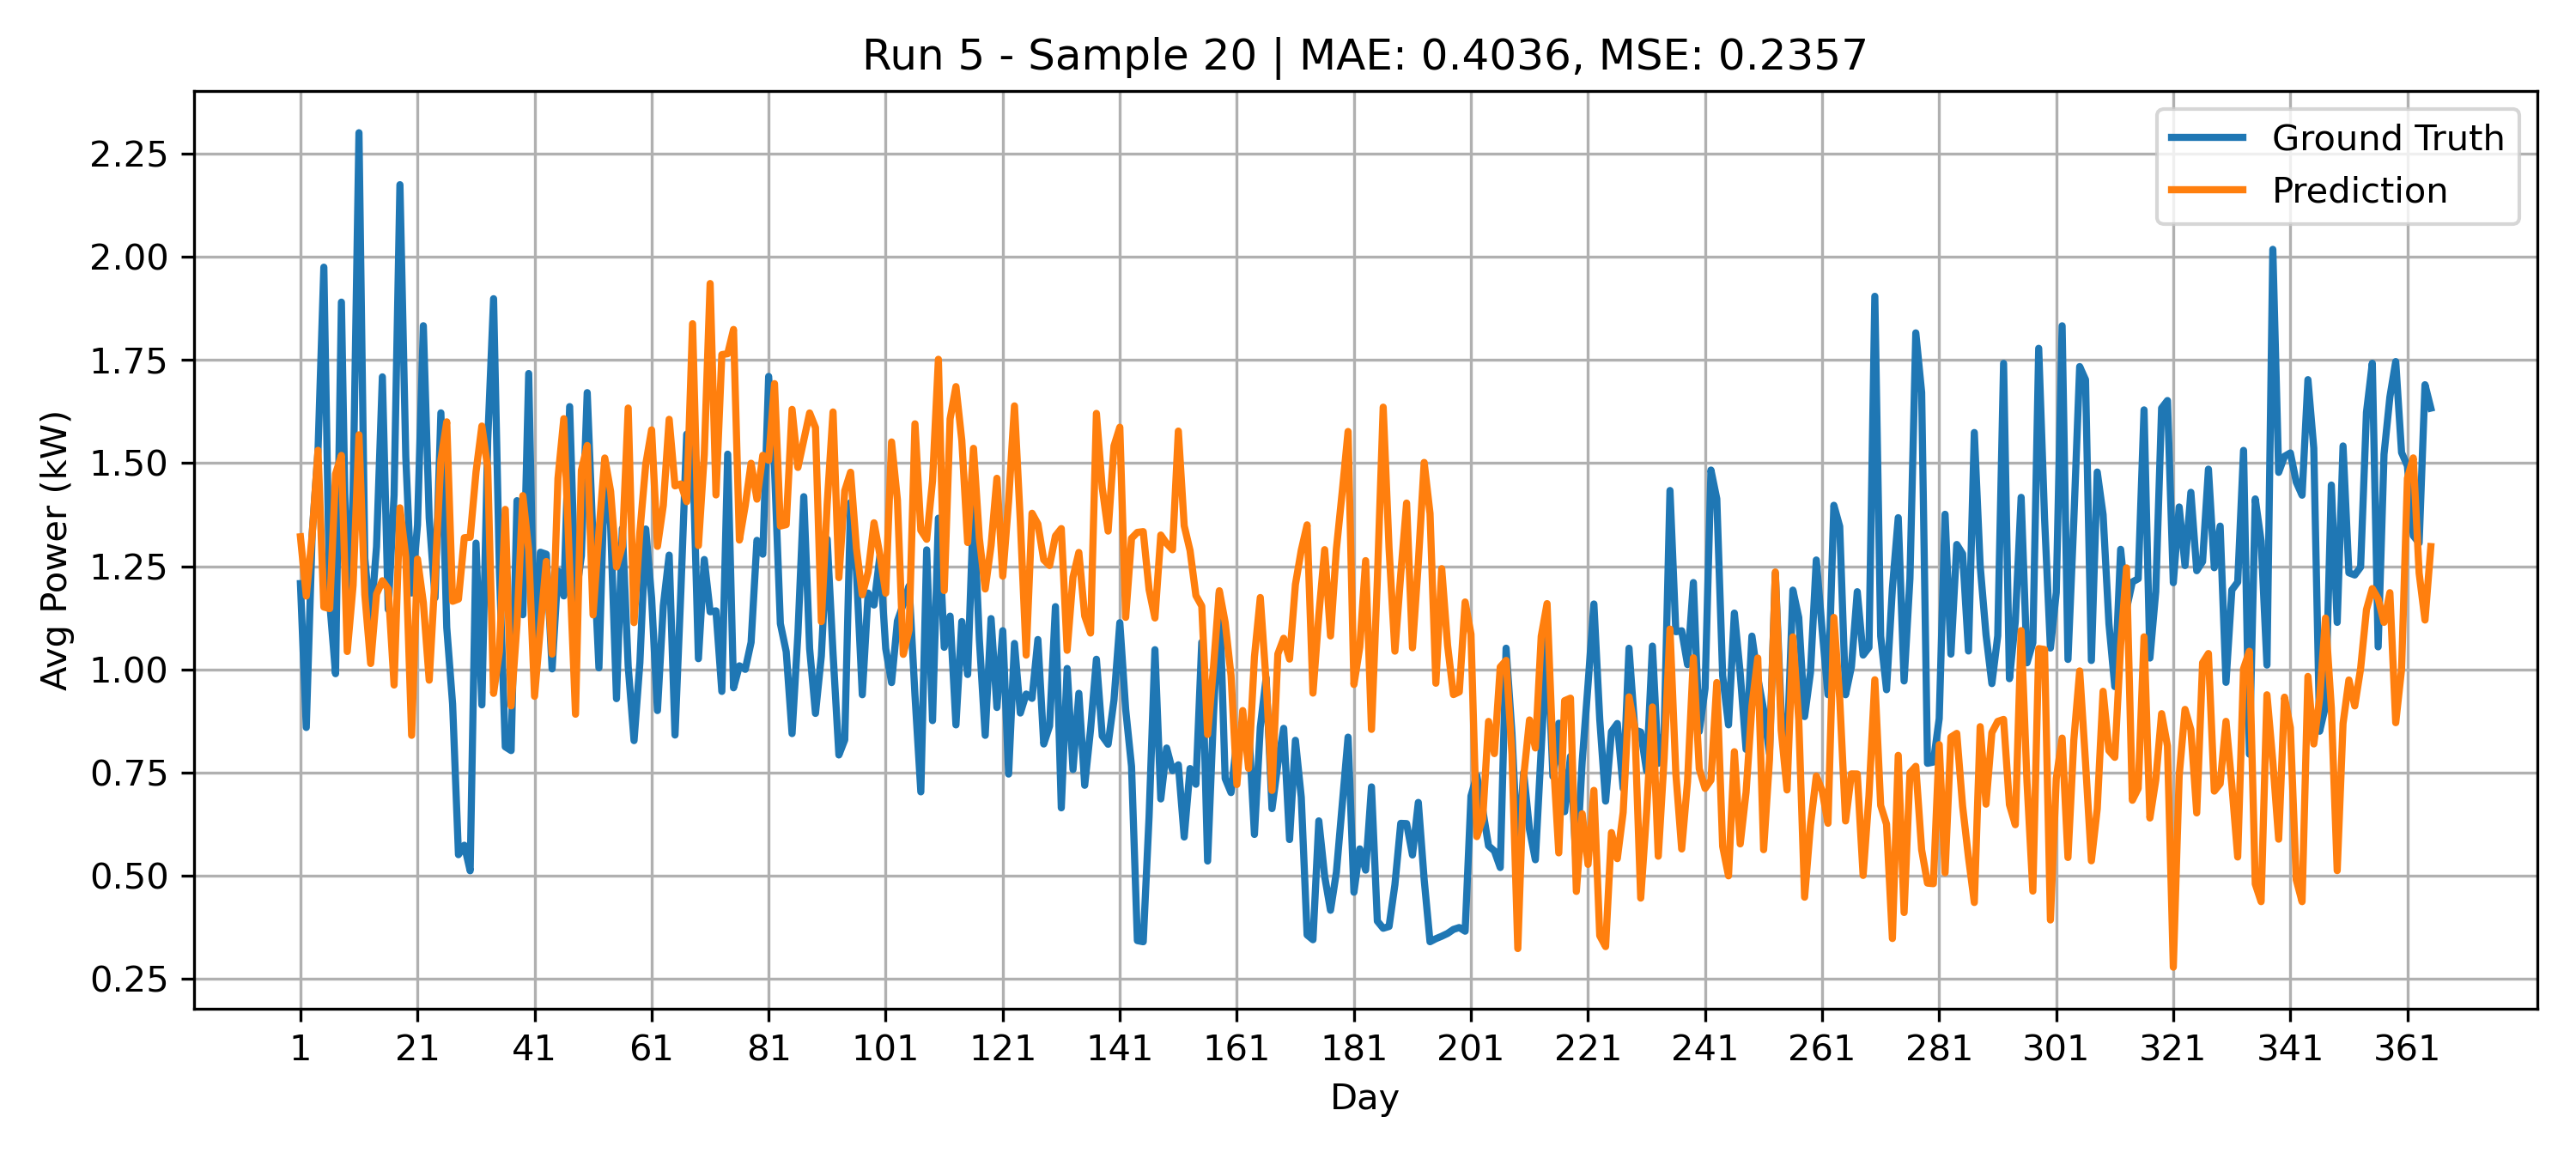 Run 5 - Sample 20 | MAE: 0.4036, MSE: 0.2357
Ground Truth
Prediction
Avg Power (kW)
2.25
2.00
1.75
1.50
1.25
1.00
0.75
0.50
0.25
1 21 41 61 81 101 121 141 161 181 201 221 241 261 281 301 321 341 361
Day